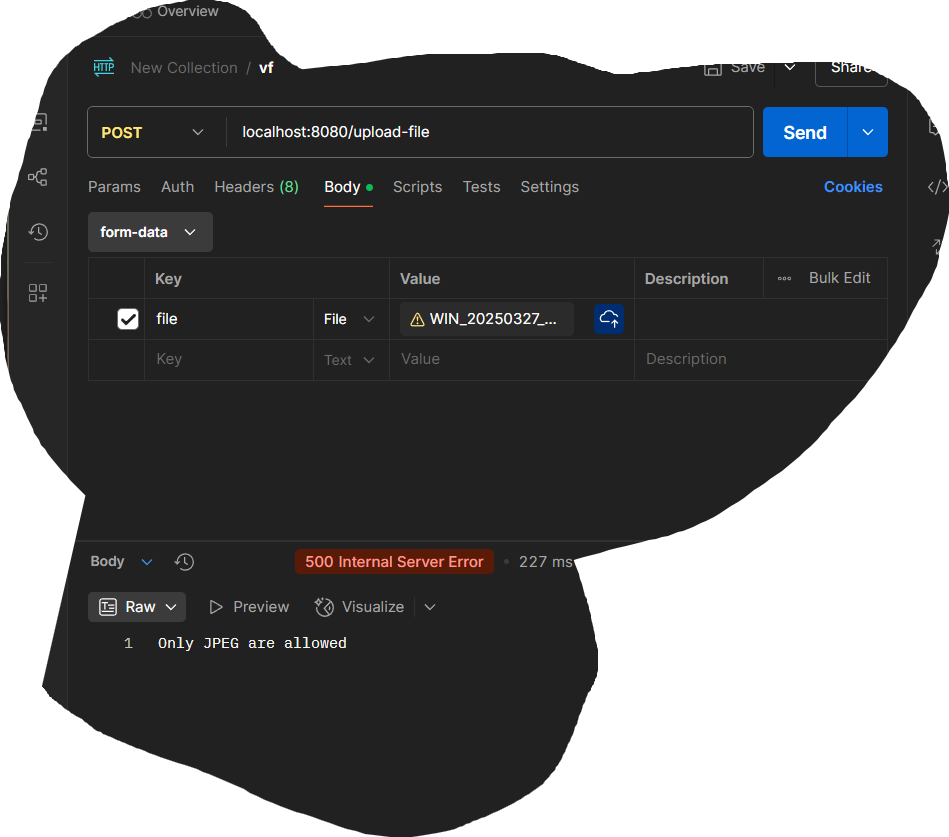 Overview
HTTP New Collection / vf Save Share
POST localhost:8080/upload-file Send
Params Auth Headers (8) Body Scripts Tests Settings Cookies
form-data
Key Value Description Bulk Edit
file File WIN_20250327_...
Key Text Value Description
Body 500 Internal Server Error 227 ms
Raw Preview Visualize
1 Only JPEG are allowed